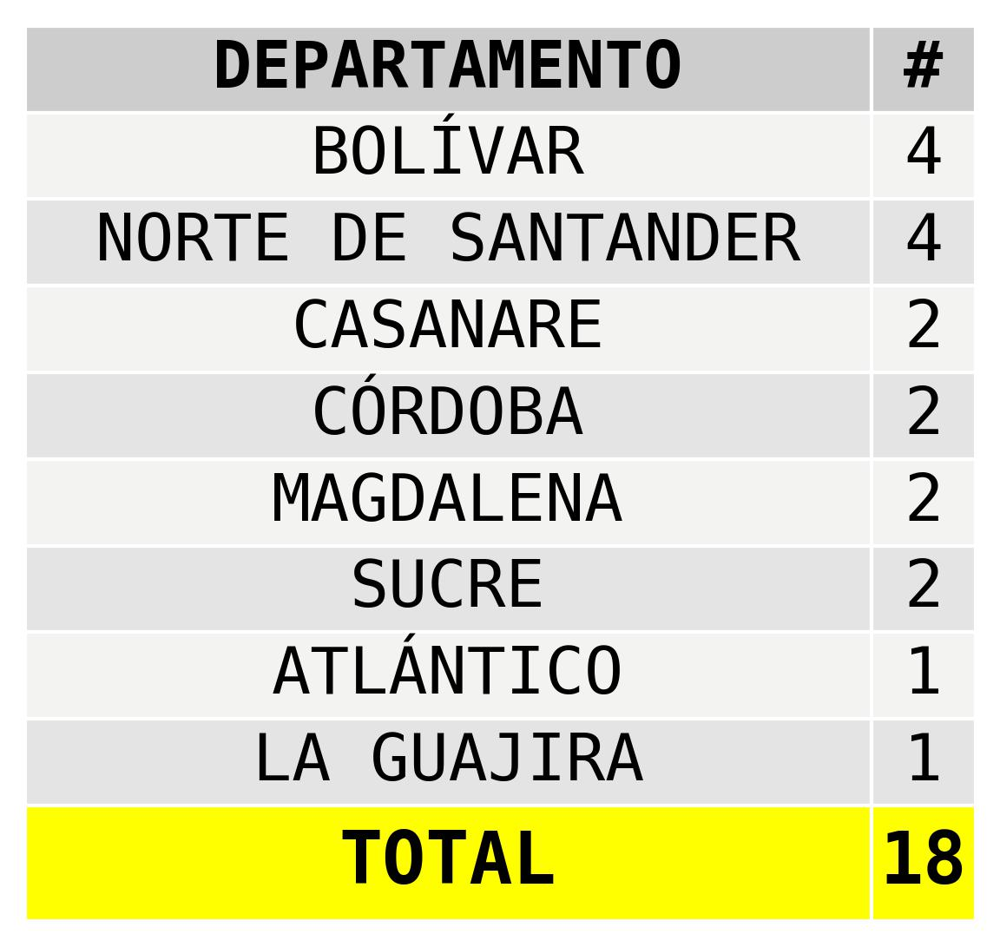 DEPARTAMENTO #
BOLÍVAR 4
NORTE DE SANTANDER 4
CASANARE 2
CÓRDOBA 2
MAGDALENA 2
SUCRE 2
ATLÁNTICO 1
LA GUAJIRA 1
TOTAL 18